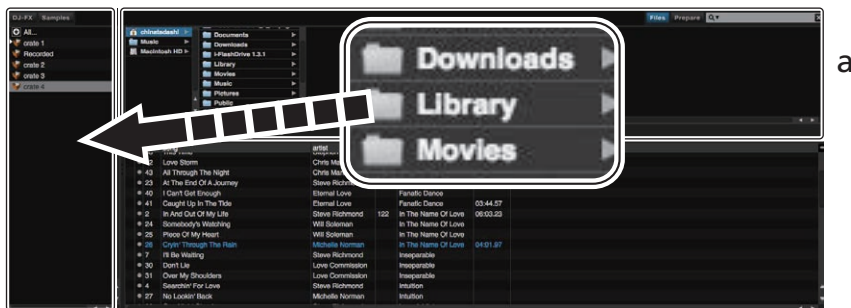 DJ-FX Samples
Files Prepare
All...
crate 1
Recorded
crate 2
crate 3
crate 4
chinatadashi
Music
Macintosh HD
Documents
Downloads
i-FlashDrive 1.3.1
Library
Movies
Music
Pictures
Public
Downloads
Library
Movies
a
artist
2 Love Storm Chris Ma
43 All Through The Night Chris Mar
23 At The End Of A Journey Steve Richmo
40 I Can't Get Enough Eternal Love Fanatic Dance
41 Caught Up In The Tide Eternal Love Fanatic Dance 03:44.57
2 In And Out Of My Life Steve Richmond 122 In The Name Of Love 06:03.23
24 Somebody's Watching Will Soleman In The Name Of Love
25 Piece Of My Heart Will Soleman In The Name Of Love
26 Cryin' Through The Rain Michelle Norman In The Name Of Love 04:01.97
7 I'll Be Waiting Steve Richmond Inseparable
30 Don't Lie Love Commission Inseparable
31 Over My Shoulders Love Commission Inseparable
4 Searchin' For Love Steve Richmond Intuition
27 No Lookin' Back Michelle Norman Intuition